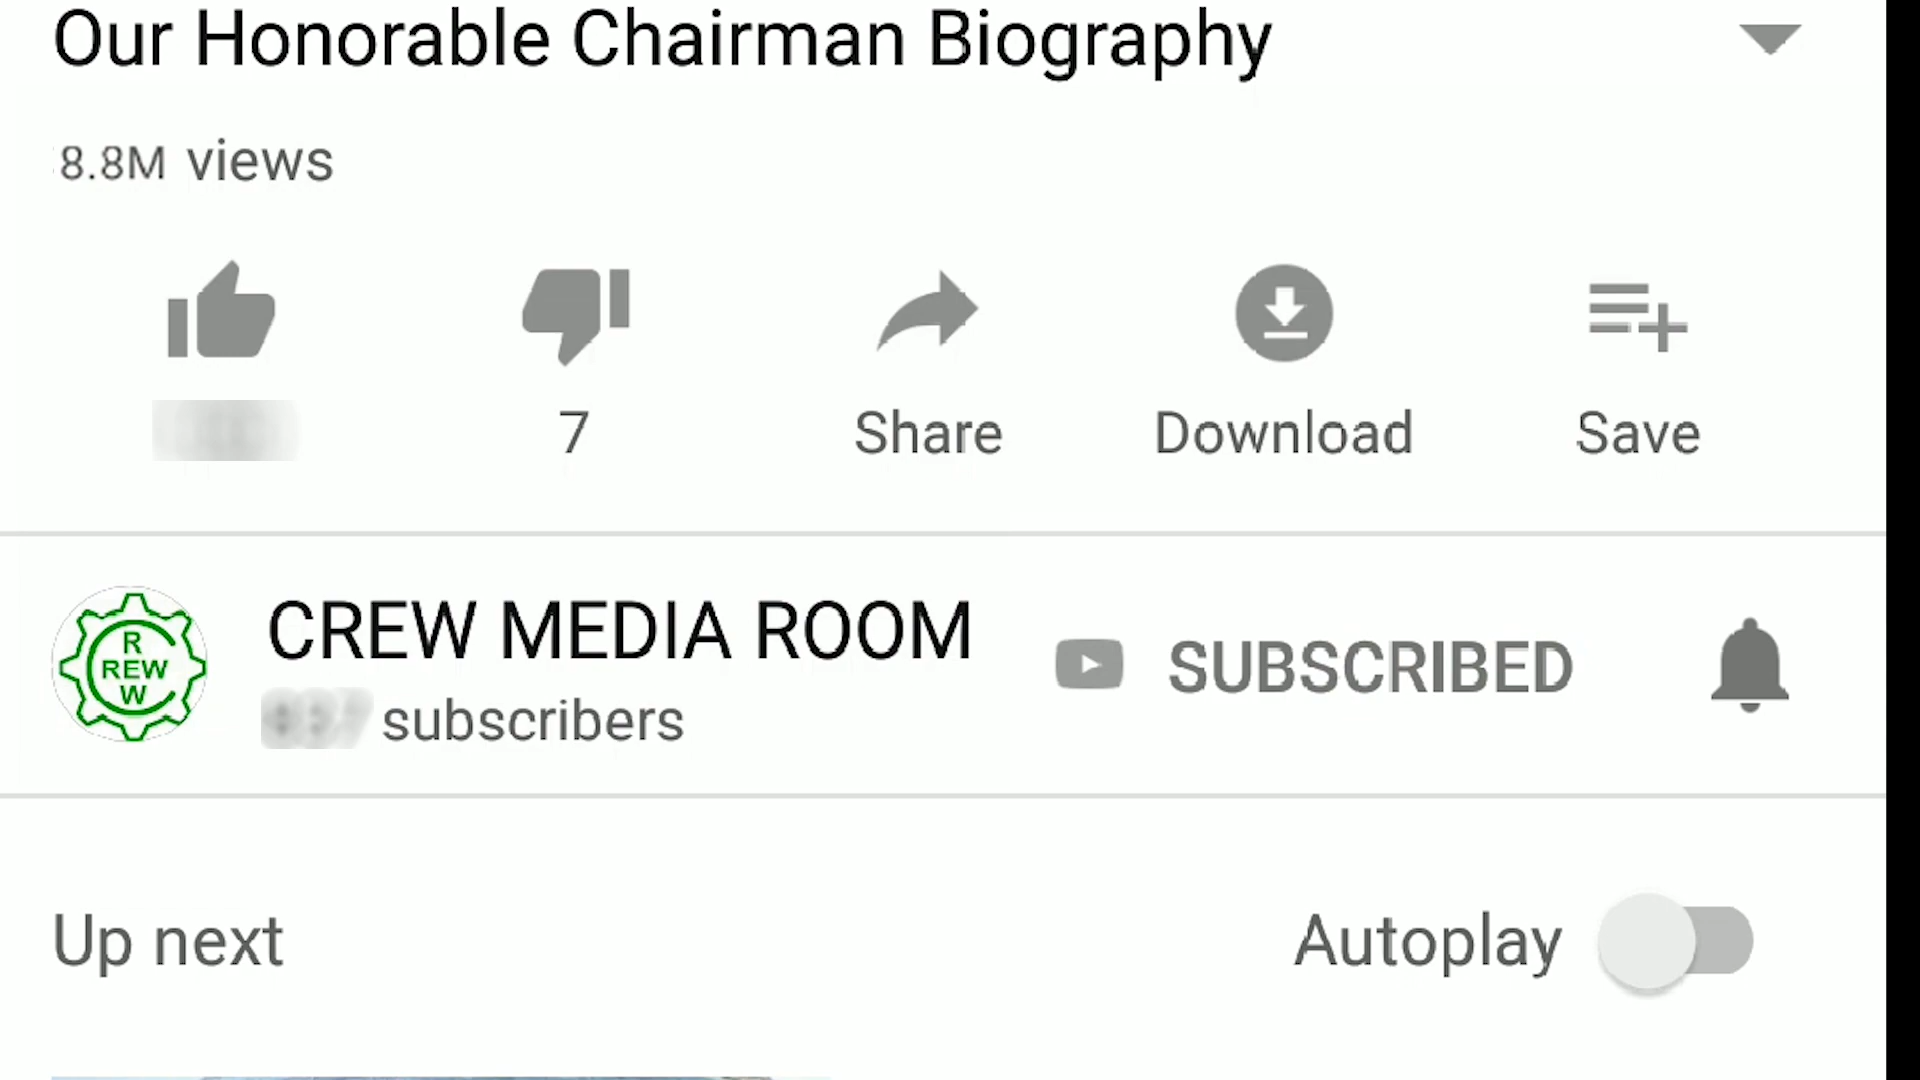 Our Honorable Chairman Biography
8.8M views
7
Share
Download
Save
R
REW
W
CREW MEDIA ROOM
subscribers
SUBSCRIBED
Up next
Autoplay